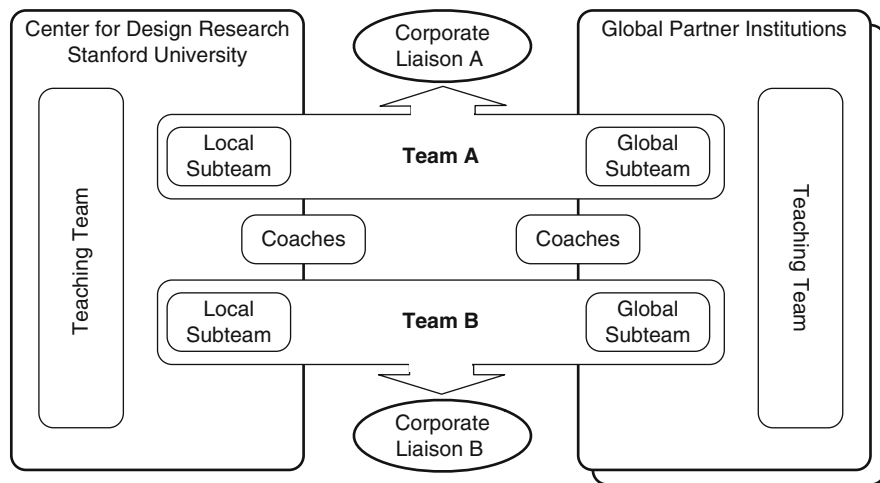 Center for Design Research
Stanford University
Corporate
Liaison A
Global Partner Institutions
Teaching Team
Local
Subteam
Team A
Global
Subteam
Teaching Team
Coaches
Coaches
Local
Subteam
Team B
Global
Subteam
Corporate
Liaison B